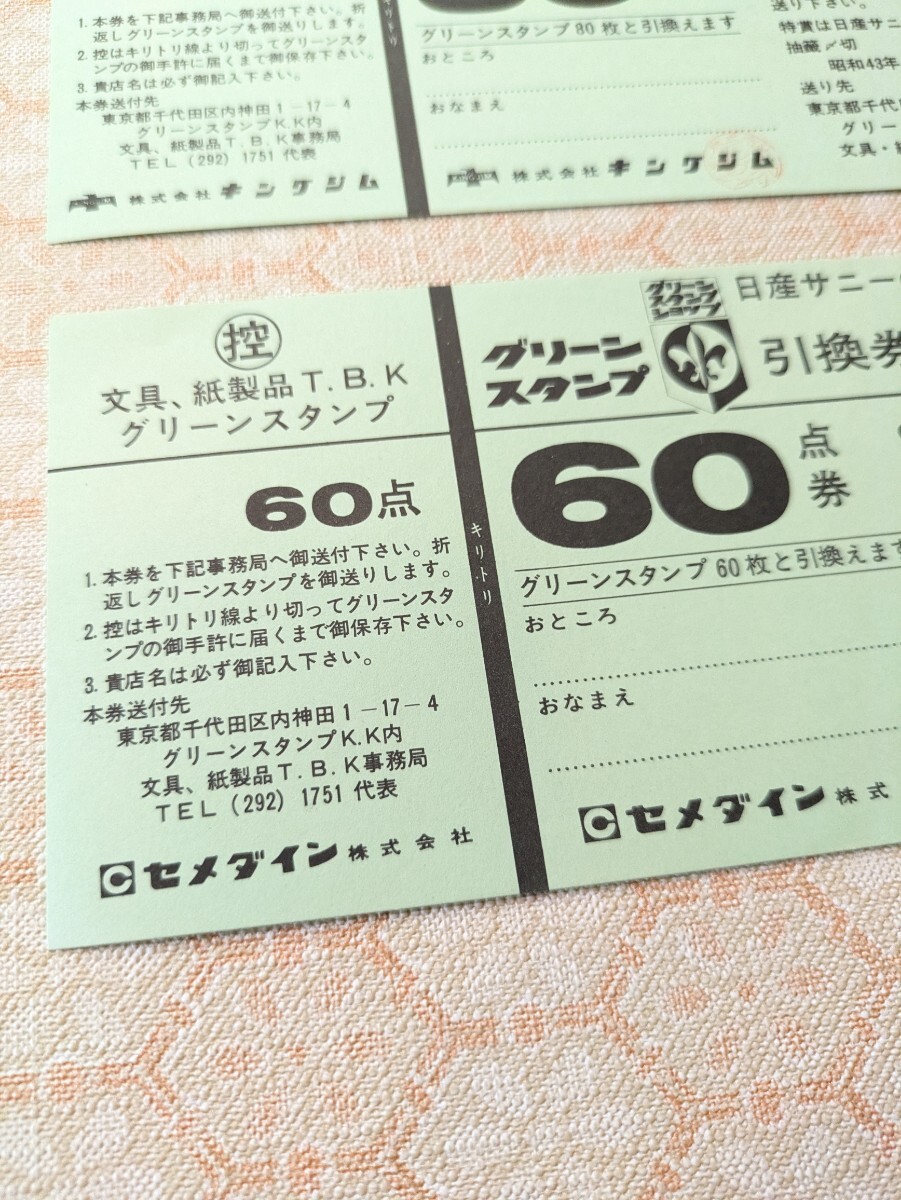 1. 本券を下記事務局へ御送付下さい。折
返しグリーンスタンプを御送りします。
2. 控はキリトリ線より切ってグリーンスタ
ンプの御手許に届くまで御保存下さい。
3. 貴店名は必ず御記入下さい。
本券送付先
東京都千代田区内神田1-17-4
グリーンスタンプK.K内
文具、紙製品T.B.K事務局
TEL (292) 1751 代表
株式会社 キングジム
キリトリ
グリーンスタンプ80枚と引換えます
おところ
おなまえ
株式会社 キングジム
送り下さい。
特賞は日産サニ
抽籤〆切
昭和43年
送り先
東京都千代
グリー
文具・紙
控
文具、紙製品T.B.K
グリーンスタンプ
60点
1. 本券を下記事務局へ御送付下さい。折
返しグリーンスタンプを御送りします。
2. 控はキリトリ線より切ってグリーンスタ
ンプの御手許に届くまで御保存下さい。
3. 貴店名は必ず御記入下さい。
本券送付先
東京都千代田区内神田1-17-4
グリーンスタンプK.K内
文具、紙製品T.B.K事務局
TEL (292) 1751 代表
C セメダイン 株式会社
キリトリ
グリーン
スタンプ
グリーン
スタンプ
ショップ
日産サニー
引換券
60点券
グリーンスタンプ60枚と引換えます
おところ
おなまえ
C セメダイン 株式